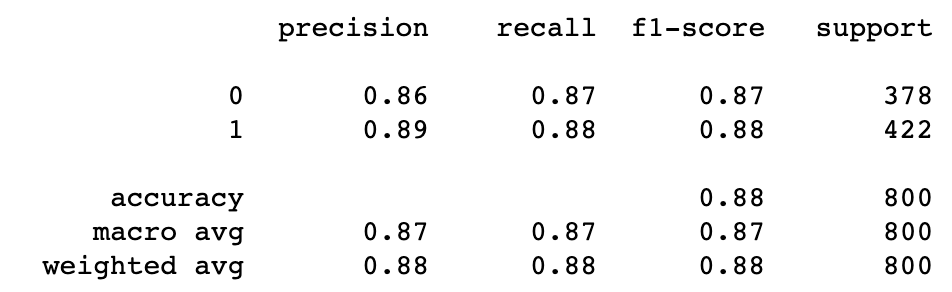 precision recall f1-score support
0 0.86 0.87 0.87 378
1 0.89 0.88 0.88 422
accuracy 0.88 800
macro avg 0.87 0.87 0.87 800
weighted avg 0.88 0.88 0.88 800